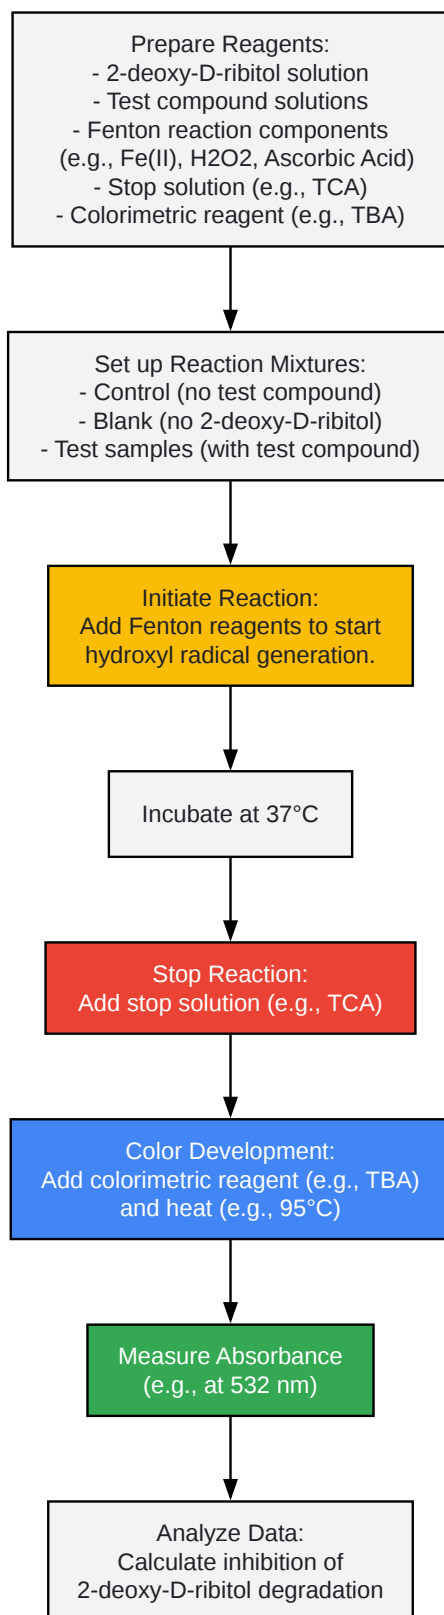 Prepare Reagents:
- 2-deoxy-D-ribitol solution
- Test compound solutions
- Fenton reaction components
(e.g., Fe(II), H2O2, Ascorbic Acid)
- Stop solution (e.g., TCA)
- Colorimetric reagent (e.g., TBA)
Set up Reaction Mixtures:
- Control (no test compound)
- Blank (no 2-deoxy-D-ribitol)
- Test samples (with test compound)
Initiate Reaction:
Add Fenton reagents to start
hydroxyl radical generation.
Incubate at 37°C
Stop Reaction:
Add stop solution (e.g., TCA)
Color Development:
Add colorimetric reagent (e.g., TBA)
and heat (e.g., 95°C)
Measure Absorbance
(e.g., at 532 nm)
Analyze Data:
Calculate inhibition of
2-deoxy-D-ribitol degradation